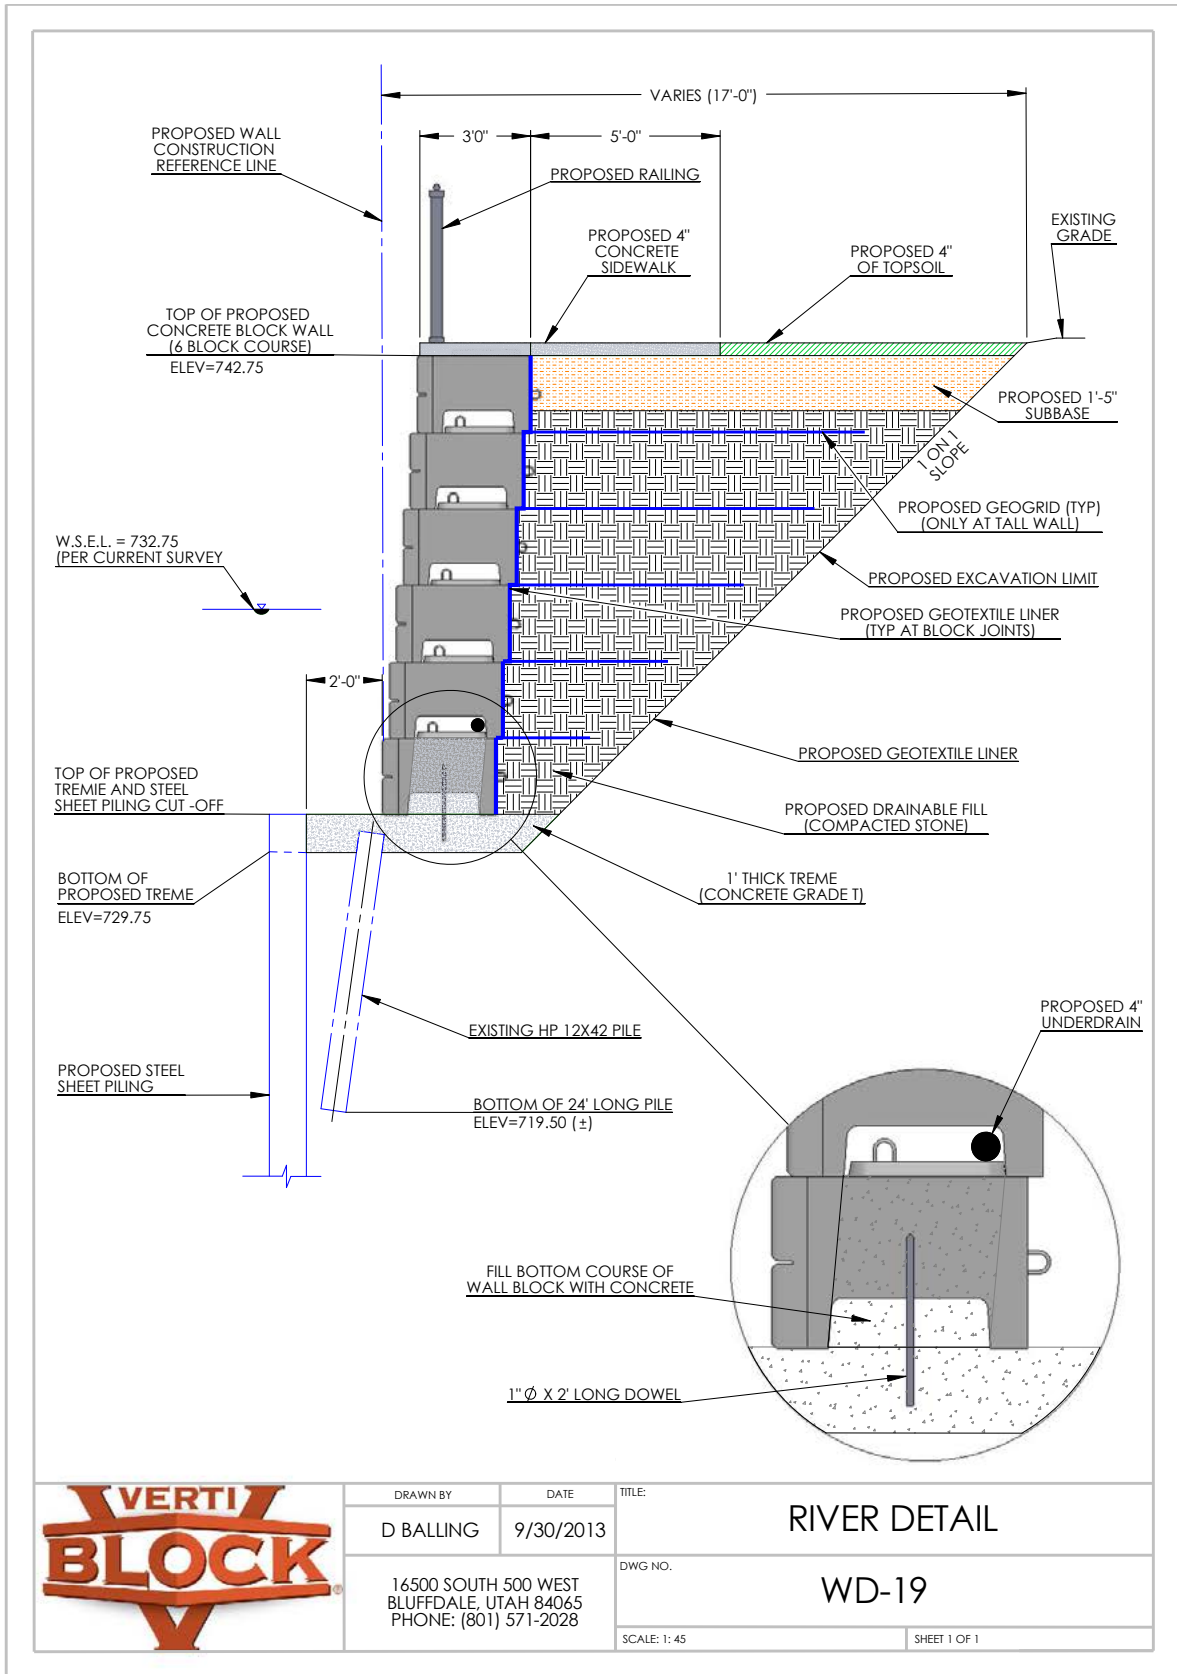 VARIES (17'-0")
3'0"
5'-0"
PROPOSED WALL
CONSTRUCTION
REFERENCE LINE
PROPOSED RAILING
PROPOSED 4"
CONCRETE
SIDEWALK
PROPOSED 4"
OF TOPSOIL
EXISTING
GRADE
TOP OF PROPOSED
CONCRETE BLOCK WALL
(6 BLOCK COURSE)
ELEV=742.75
PROPOSED 1'-5"
SUBBASE
1 ON 1
SLOPE
PROPOSED GEOGRID (TYP)
(ONLY AT TALL WALL)
W.S.E.L. = 732.75
(PER CURRENT SURVEY
PROPOSED EXCAVATION LIMIT
PROPOSED GEOTEXTILE LINER
(TYP AT BLOCK JOINTS)
2'-0"
PROPOSED GEOTEXTILE LINER
TOP OF PROPOSED
TREMIE AND STEEL
SHEET PILING CUT -OFF
PROPOSED DRAINABLE FILL
(COMPACTED STONE)
BOTTOM OF
PROPOSED TREME
ELEV=729.75
1' THICK TREME
(CONCRETE GRADE T)
EXISTING HP 12X42 PILE
PROPOSED 4"
UNDERDRAIN
PROPOSED STEEL
SHEET PILING
BOTTOM OF 24' LONG PILE
ELEV=719.50 (±)
FILL BOTTOM COURSE OF
WALL BLOCK WITH CONCRETE
1" Ø X 2' LONG DOWEL
VERTI
BLOCK
®
DRAWN BY
DATE
D BALLING
9/30/2013
16500 SOUTH 500 WEST
BLUFFDALE, UTAH 84065
PHONE: (801) 571-2028
TITLE:
RIVER DETAIL
DWG NO.
WD-19
SCALE: 1: 45
SHEET 1 OF 1